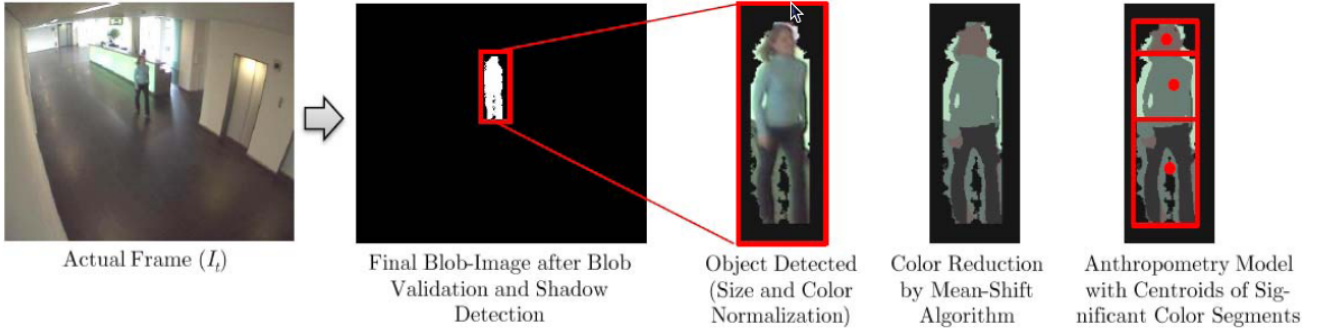 Actual Frame (I_t)
Final Blob-Image after Blob
Validation and Shadow
Detection
Object Detected
(Size and Color
Normalization)
Color Reduction
by Mean-Shift
Algorithm
Anthropometry Model
with Centroids of Sig-
nificant Color Segments